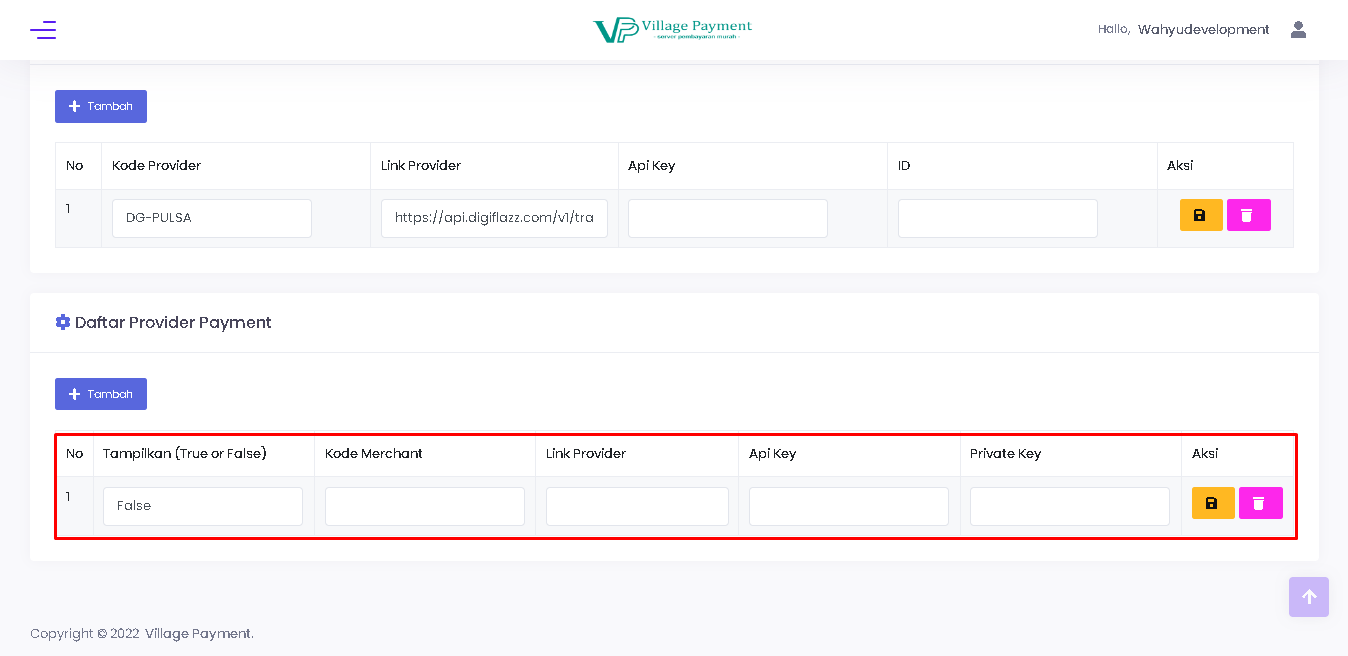 Village Payment
- server pembayaran murah -
Hallo, Wahyudevelopment
Tambah
No Kode Provider Link Provider Api Key ID Aksi
1 DG-PULSA https://api.digiflazz.com/v1/tra
Daftar Provider Payment
Tambah
No Tampilkan (True or False) Kode Merchant Link Provider Api Key Private Key Aksi
1 False
Copyright © 2022 Village Payment.